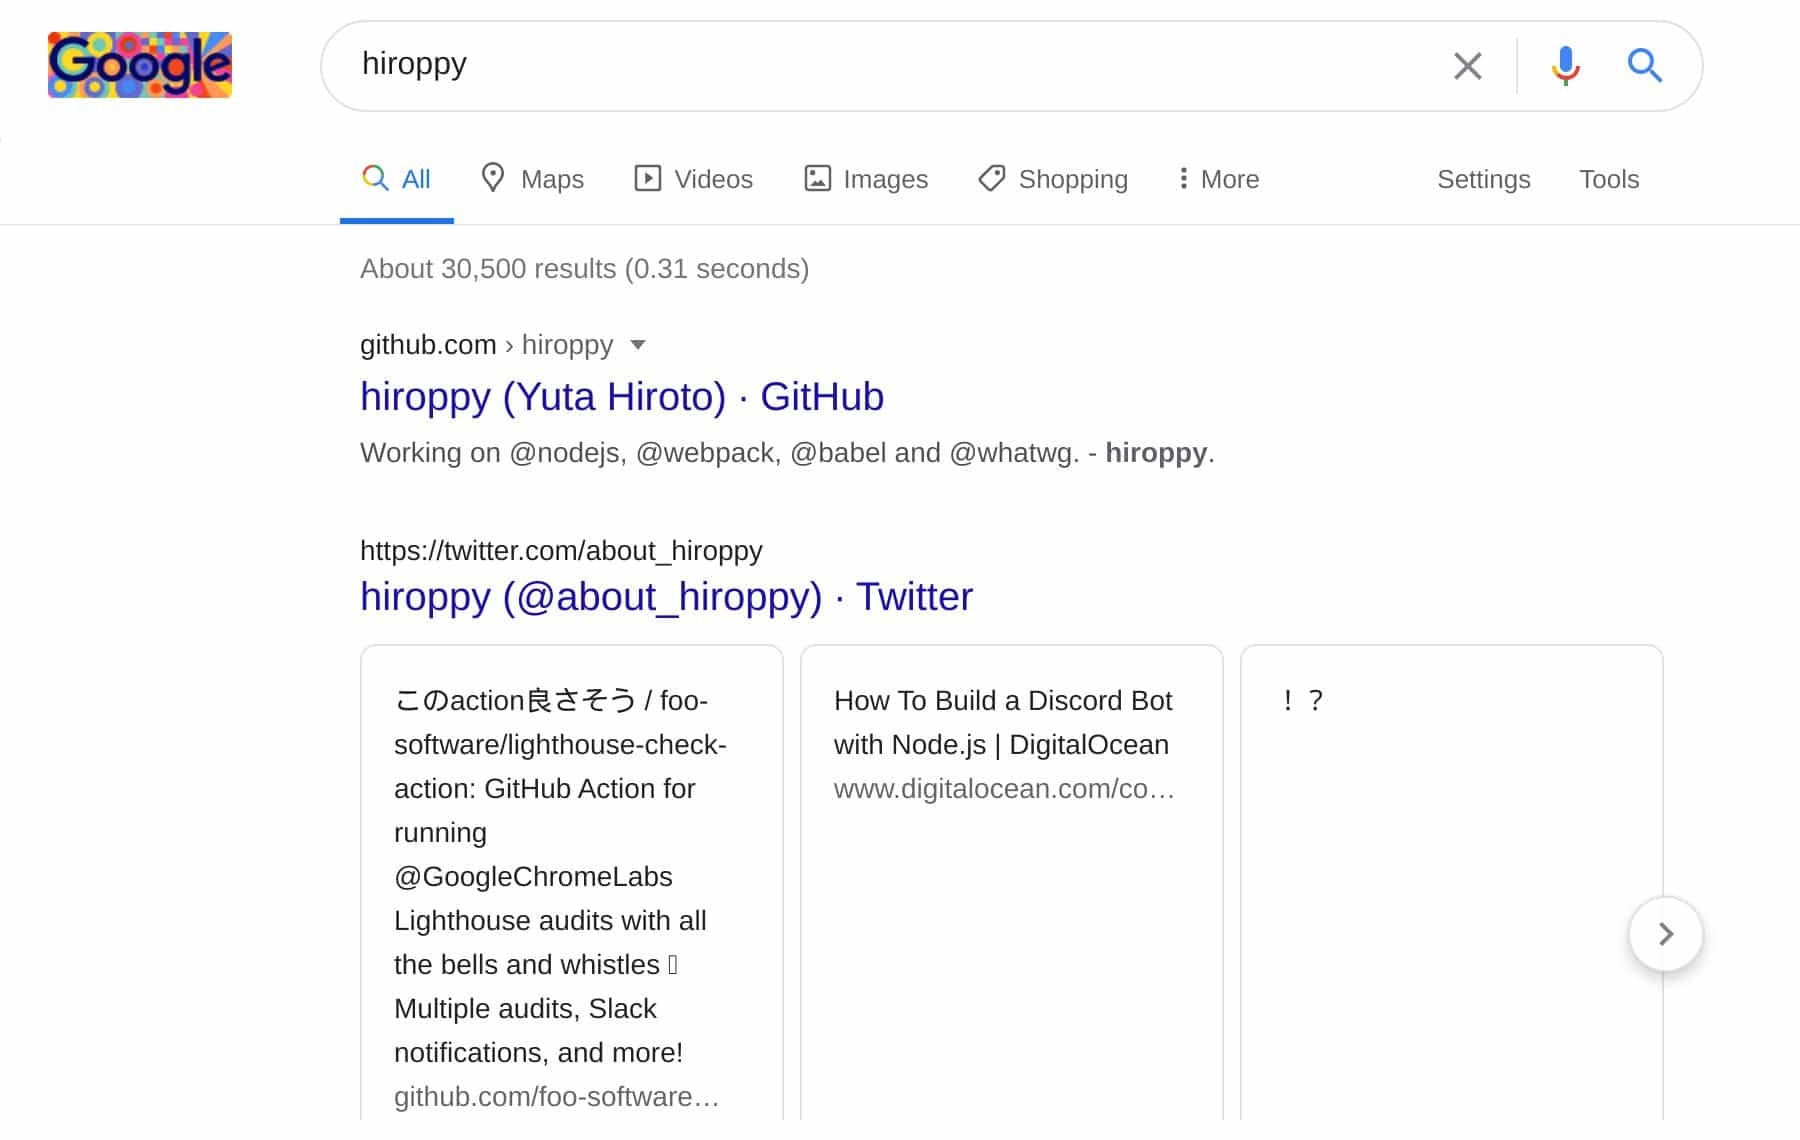 Google
hiroppy
All
Maps
Videos
Images
Shopping
More
Settings
Tools
About 30,500 results (0.31 seconds)
github.com › hiroppy
hiroppy (Yuta Hiroto) · GitHub
Working on @nodejs, @webpack, @babel and @whatwg. - hiroppy.
https://twitter.com/about_hiroppy
hiroppy (@about_hiroppy) · Twitter
このaction良さそう / foo-
software/lighthouse-check-
action: GitHub Action for
running
@GoogleChromeLabs
Lighthouse audits with all
the bells and whistles
Multiple audits, Slack
notifications, and more!
github.com/foo-software…
How To Build a Discord Bot
with Node.js | DigitalOcean
www.digitalocean.com/co…
！？